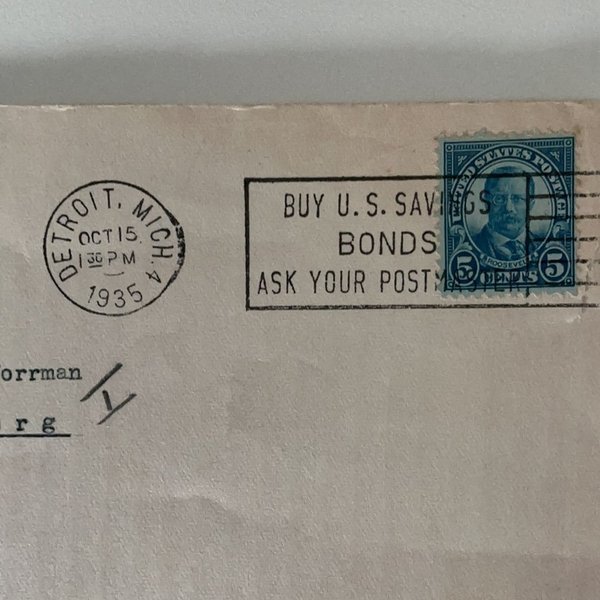 DETROIT, MICH. 4
OCT 15
1 30 PM
1935
BUY U.S. SAVINGS
BONDS
ASK YOUR POSTMASTER
UNITED STATES POSTAGE
ROOSEVELT
5 CENTS 5
orrman
r g